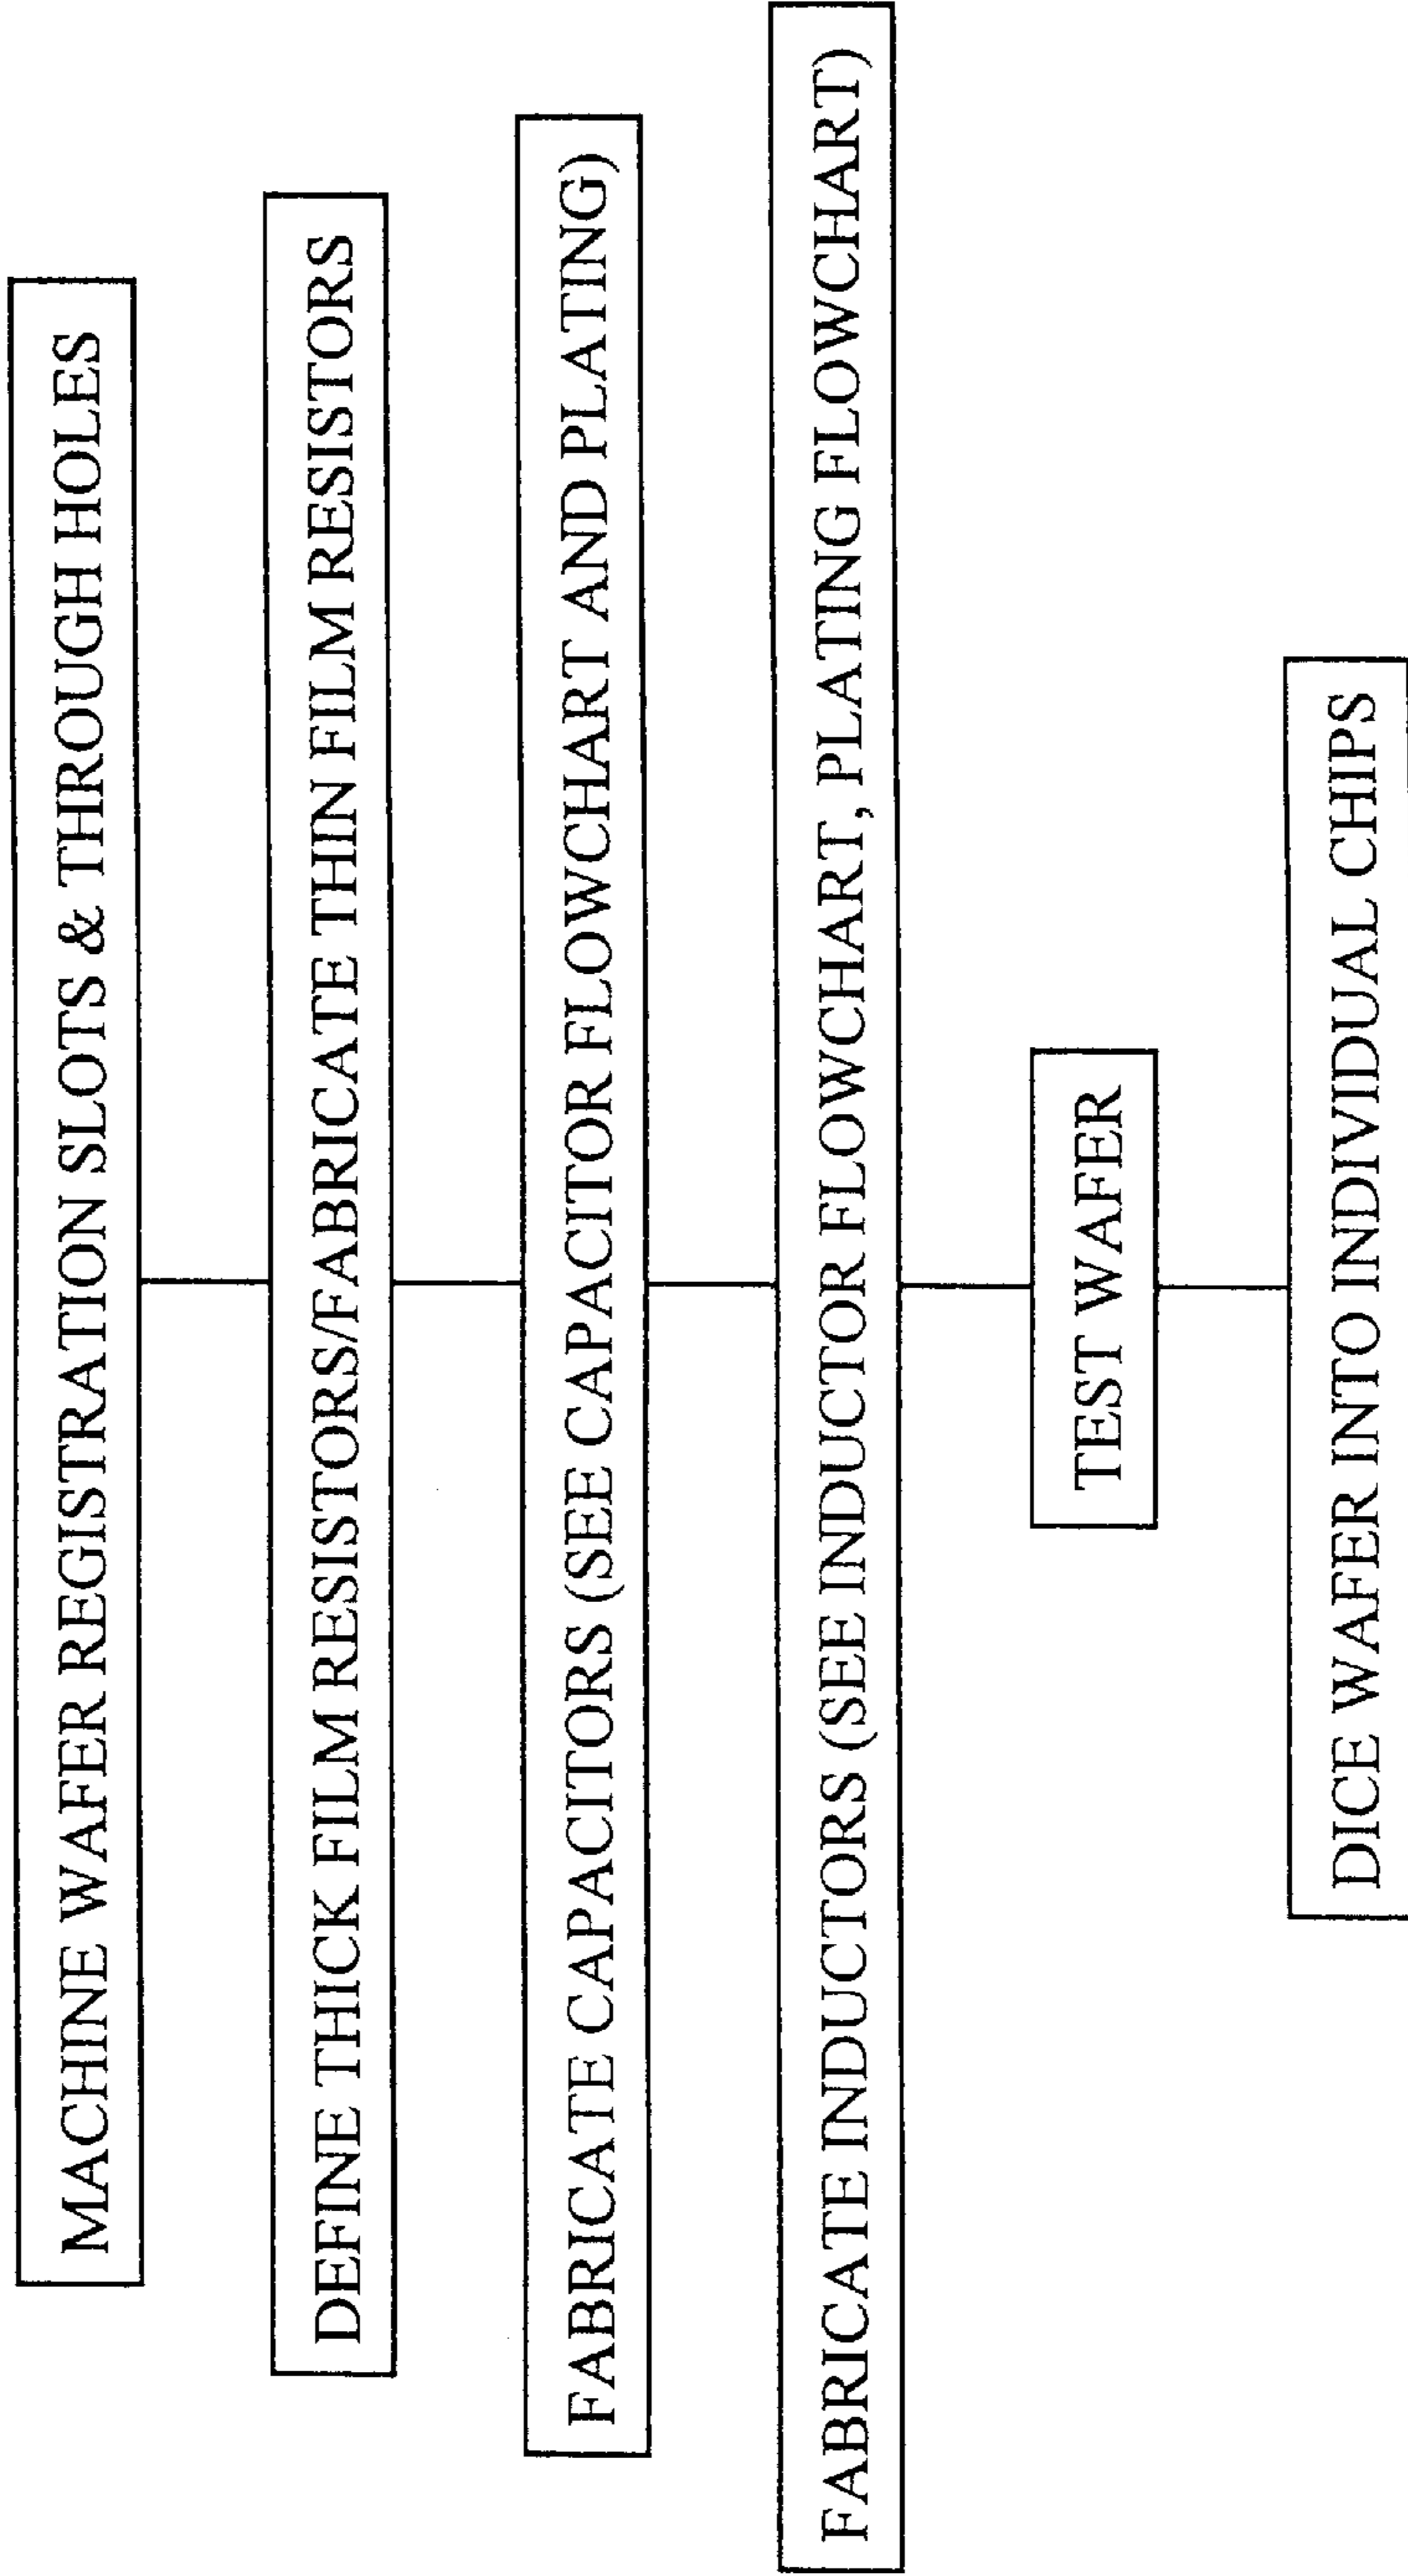 MACHINE WAFER REGISTRATION SLOTS & THROUGH HOLES
DEFINE THICK FILM RESISTORS/FABRICATE THIN FILM RESISTORS
FABRICATE CAPACITORS (SEE CAPACITOR FLOWCHART AND PLATING)
FABRICATE INDUCTORS (SEE INDUCTOR FLOWCHART, PLATING FLOWCHART)
TEST WAFER
DICE WAFER INTO INDIVIDUAL CHIPS